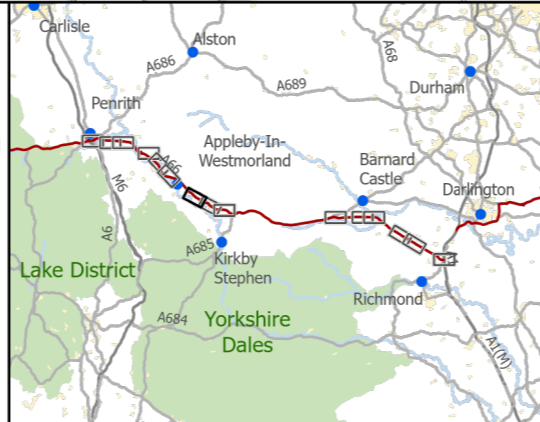 Carlisle
Alston
A686
A68
A689
Durham
Penrith
Appleby-In-
Westmorland
A66
Barnard
Castle
Darlington
M6
A6
A685
Lake District
Kirkby
Stephen
Richmond
A684
Yorkshire
Dales
A1(M)